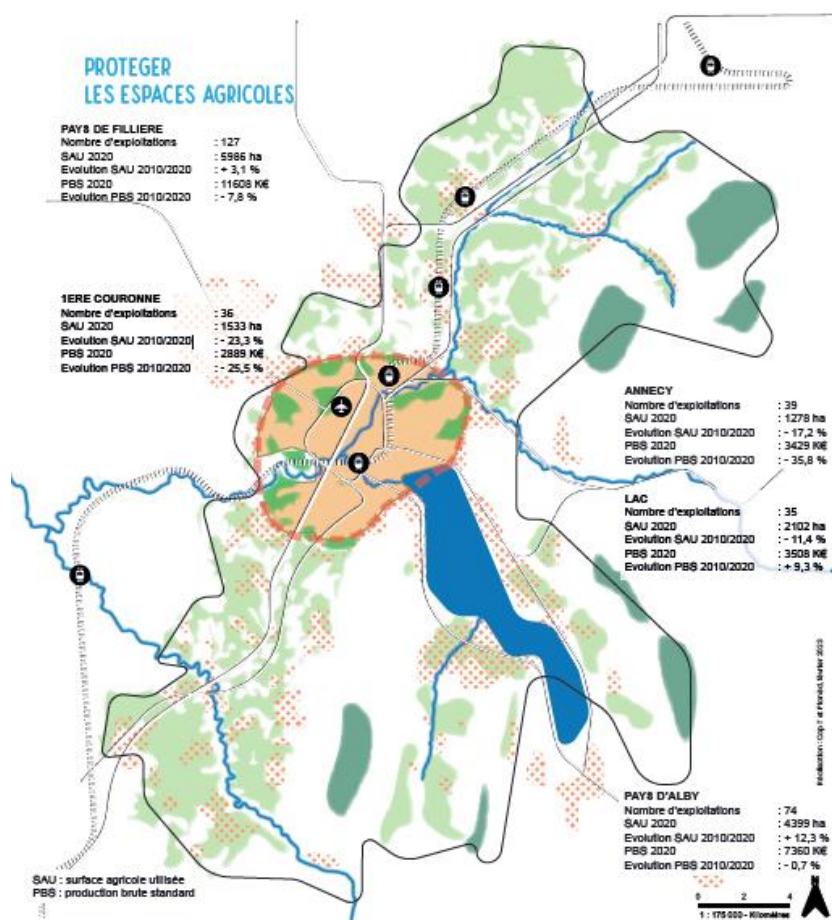 PROTEGER
LES ESPACES AGRICOLES
PAYS DE FILLIERE
Nombre d'exploitations : 127
SAU 2020 : 5986 ha
Evolution SAU 2010/2020 : + 3,1 %
PBS 2020 : 11608 K€
Evolution PBS 2010/2020 : - 7,8 %
1ERE COURONNE
Nombre d'exploitations : 36
SAU 2020 : 1533 ha
Evolution SAU 2010/2020 : - 23,3 %
PBS 2020 : 2889 K€
Evolution PBS 2010/2020 : - 25,5 %
ANNECY
Nombre d'exploitations : 39
SAU 2020 : 1278 ha
Evolution SAU 2010/2020 : - 17,2 %
PBS 2020 : 3429 K€
Evolution PBS 2010/2020 : - 35,8 %
LAC
Nombre d'exploitations : 35
SAU 2020 : 2102 ha
Evolution SAU 2010/2020 : - 11,4 %
PBS 2020 : 3508 K€
Evolution PBS 2010/2020 : + 9,3 %
PAYS D'ALBY
Nombre d'exploitations : 74
SAU 2020 : 4399 ha
Evolution SAU 2010/2020 : + 12,3 %
PBS 2020 : 7360 K€
Evolution PBS 2010/2020 : - 0,7 %
SAU : surface agricole utilisée
PBS : production brute standard
N
0 2 4
1 : 175 000 - Kilomètres